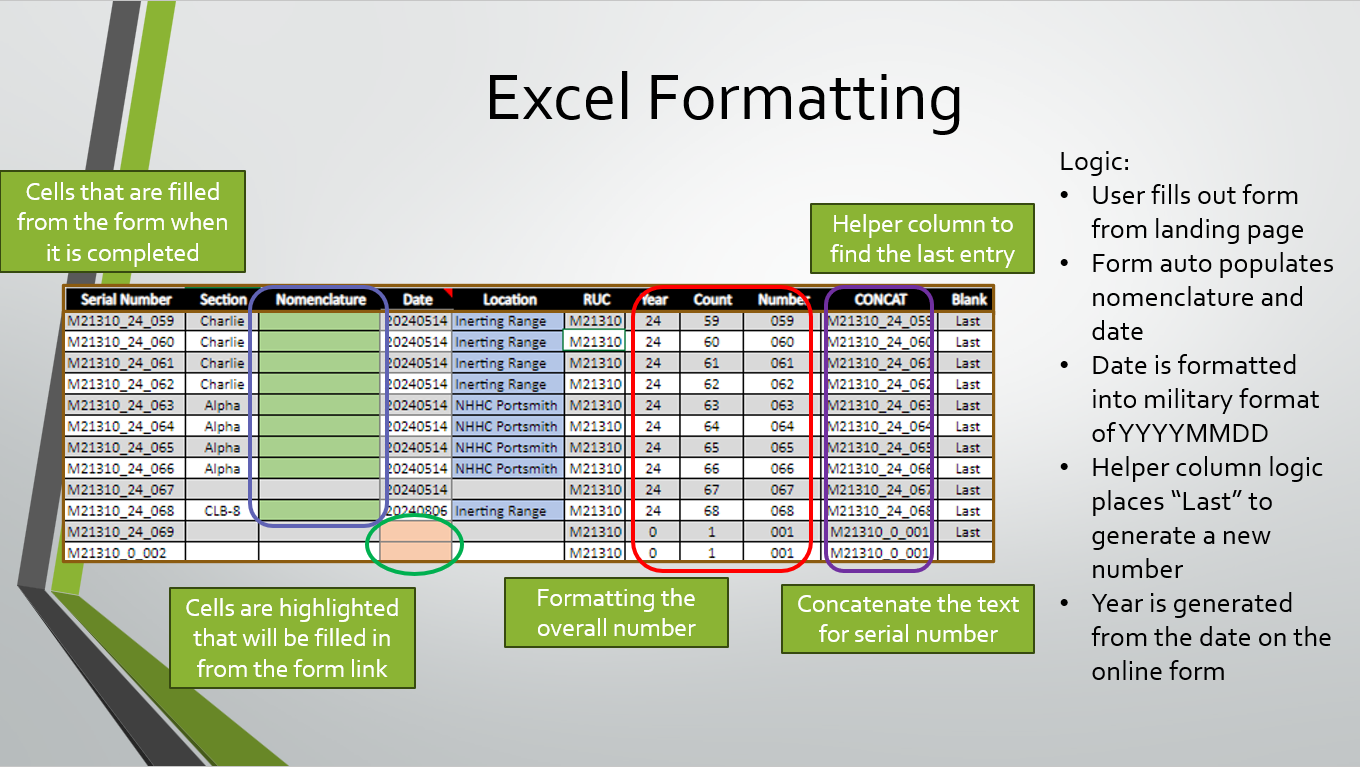 Excel Formatting
Cells that are filled
from the form when
it is completed
Helper column to
find the last entry
Serial Number Section Nomenclature Date Location RUC Year Count Number CONCAT Blank
M21310_24_059 Charlie 20240514 Inerting Range M21310 24 59 059 M21310_24_059 Last
M21310_24_060 Charlie 20240514 Inerting Range M21310 24 60 060 M21310_24_060 Last
M21310_24_061 Charlie 20240514 Inerting Range M21310 24 61 061 M21310_24_061 Last
M21310_24_062 Charlie 20240514 Inerting Range M21310 24 62 062 M21310_24_062 Last
M21310_24_063 Alpha 20240514 NHHC Portsmith M21310 24 63 063 M21310_24_063 Last
M21310_24_064 Alpha 20240514 NHHC Portsmith M21310 24 64 064 M21310_24_064 Last
M21310_24_065 Alpha 20240514 NHHC Portsmith M21310 24 65 065 M21310_24_065 Last
M21310_24_066 Alpha 20240514 NHHC Portsmith M21310 24 66 066 M21310_24_066 Last
M21310_24_067 20240514 M21310 24 67 067 M21310_24_067 Last
M21310_24_068 CLB-8 20240806 Inerting Range M21310 24 68 068 M21310_24_068 Last
M21310_24_069 M21310 0 1 001 M21310_0_001 Last
M21310_0_002 M21310 0 1 001 M21310_0_001
Cells are highlighted
that will be filled in
from the form link
Formatting the
overall number
Concatenate the text
for serial number
Logic:
• User fills out form
from landing page
• Form auto populates
nomenclature and
date
• Date is formatted
into military format
of YYYYMMDD
• Helper column logic
places “Last” to
generate a new
number
• Year is generated
from the date on the
online form